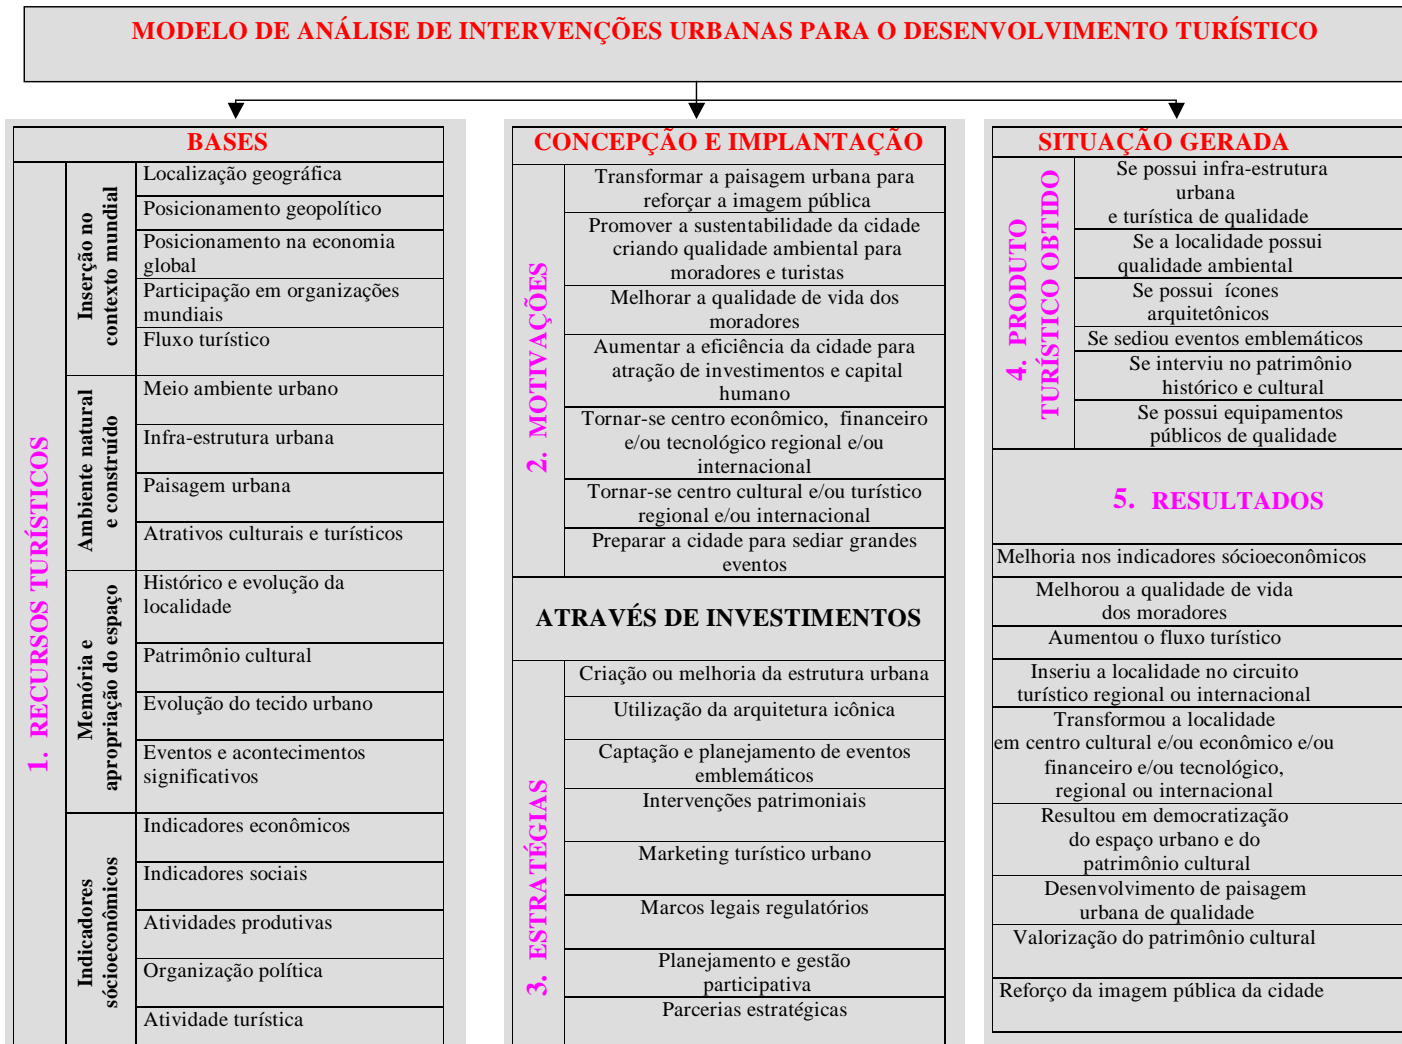 MODELO DE ANÁLISE DE INTERVENÇÕES URBANAS PARA O DESENVOLVIMENTO TURÍSTICO
BASES
1. RECURSOS TURÍSTICOS
Inserção no
contexto mundial
Localização geográfica
Posicionamento geopolítico
Posicionamento na economia
global
Participação em organizações
mundiais
Fluxo turístico
Ambiente natural
e construído
Meio ambiente urbano
Infra-estrutura urbana
Paisagem urbana
Atrativos culturais e turísticos
Memória e
apropriação do espaço
Histórico e evolução da
localidade
Patrimônio cultural
Evolução do tecido urbano
Eventos e acontecimentos
significativos
Indicadores
sócioeconômicos
Indicadores econômicos
Indicadores sociais
Atividades produtivas
Organização política
Atividade turística
CONCEPÇÃO E IMPLANTAÇÃO
2. MOTIVAÇÕES
Transformar a paisagem urbana para
reforçar a imagem pública
Promover a sustentabilidade da cidade
criando qualidade ambiental para
moradores e turistas
Melhorar a qualidade de vida dos
moradores
Aumentar a eficiência da cidade para
atração de investimentos e capital
humano
Tornar-se centro econômico, financeiro
e/ou tecnológico regional e/ou
internacional
Tornar-se centro cultural e/ou turístico
regional e/ou internacional
Preparar a cidade para sediar grandes
eventos
ATRAVÉS DE INVESTIMENTOS
3. ESTRATÉGIAS
Criação ou melhoria da estrutura urbana
Utilização da arquitetura icônica
Captação e planejamento de eventos
emblemáticos
Intervenções patrimoniais
Marketing turístico urbano
Marcos legais regulatórios
Planejamento e gestão
participativa
Parcerias estratégicas
SITUAÇÃO GERADA
4. PRODUTO
TURÍSTICO OBTIDO
Se possui infra-estrutura
urbana
e turística de qualidade
Se a localidade possui
qualidade ambiental
Se possui ícones
arquitetônicos
Se sediou eventos emblemáticos
Se interviu no patrimônio
histórico e cultural
Se possui equipamentos
públicos de qualidade
5. RESULTADOS
Melhoria nos indicadores sócioeconômicos
Melhorou a qualidade de vida
dos moradores
Aumentou o fluxo turístico
Inseriu a localidade no circuito
turístico regional ou internacional
Transformou a localidade
em centro cultural e/ou econômico e/ou
financeiro e/ou tecnológico,
regional ou internacional
Resultou em democratização
do espaço urbano e do
patrimônio cultural
Desenvolvimento de paisagem
urbana de qualidade
Valorização do patrimônio cultural
Reforço da imagem pública da cidade